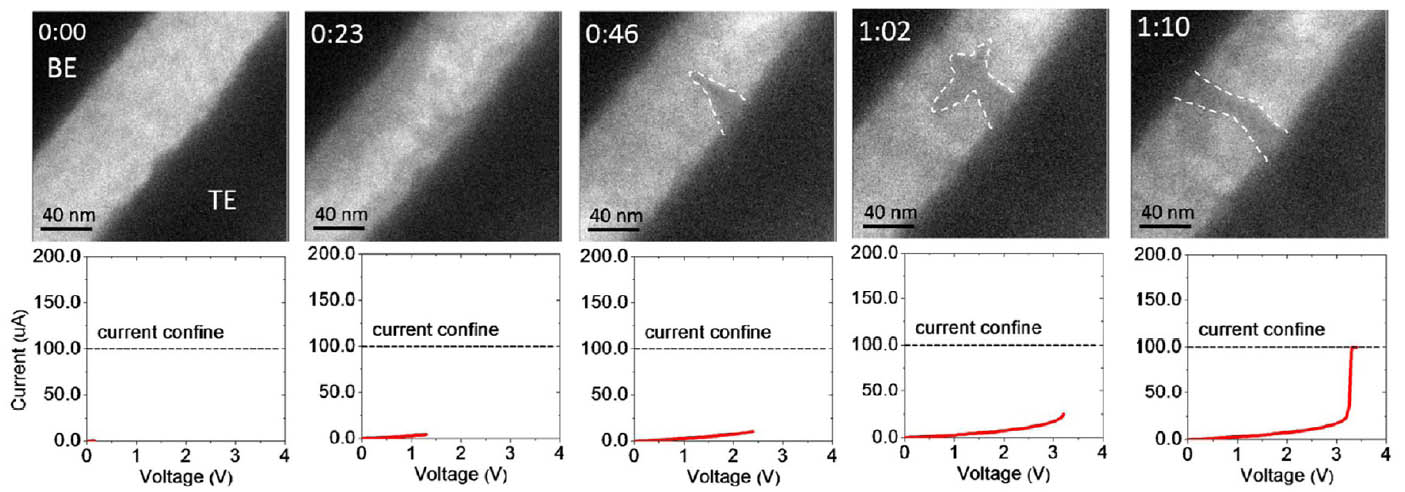 0:00
BE
TE
40 nm
0:23
40 nm
0:46
40 nm
1:02
40 nm
1:10
40 nm
Current (uA)
200.0
150.0
current confine
100.0
50.0
0.0
0 1 2 3 4
Voltage (V)
200.0
150.0
current confine
100.0
50.0
0.0
0 1 2 3 4
Voltage (V)
200.0
150.0
current confine
100.0
50.0
0.0
0 1 2 3 4
Voltage (V)
200.0
150.0
current confine
100.0
50.0
0.0
0 1 2 3 4
Voltage (V)
200.0
150.0
current confine
100.0
50.0
0.0
0 1 2 3 4
Voltage (V)